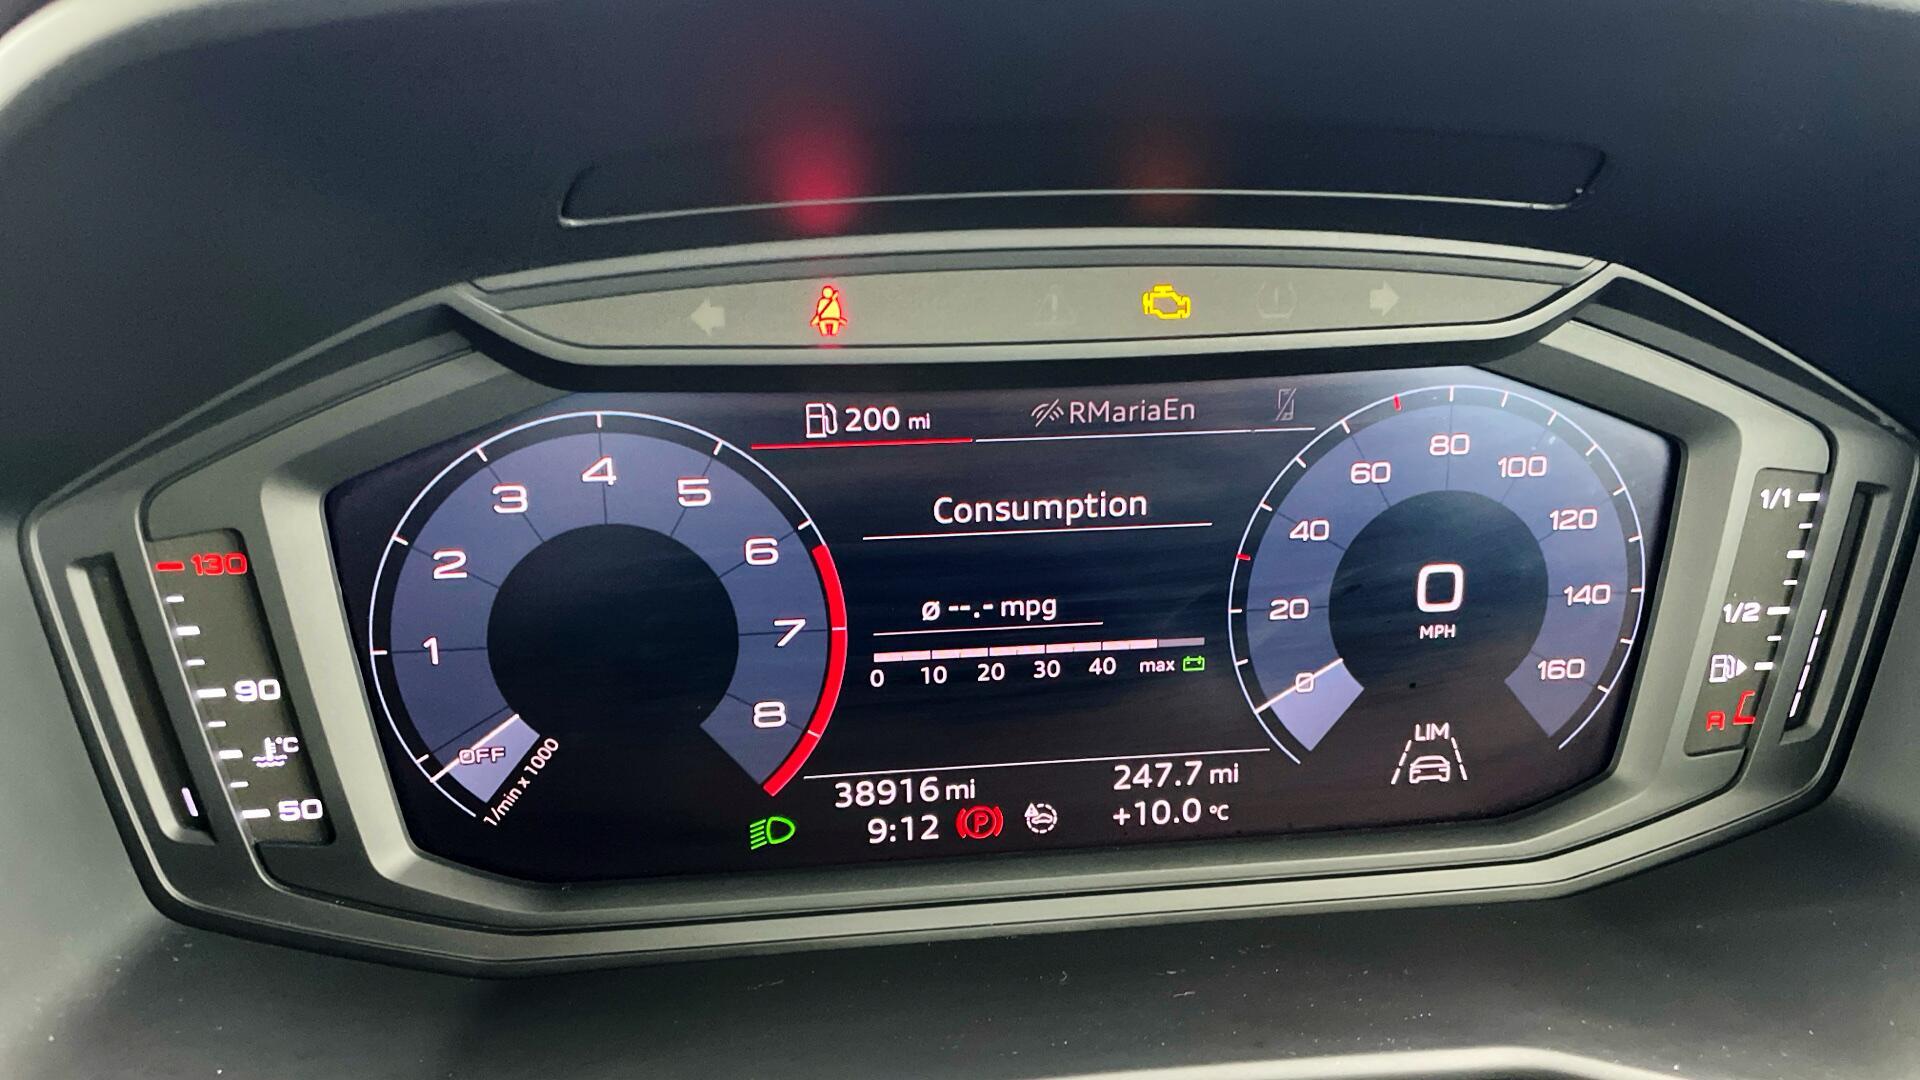 200 mi
RMariaEn
Consumption
ø --.- mpg
0 10 20 30 40 max
38916 mi
9:12
P
247.7 mi
+10.0 °C
OFF 1 2 3 4 5 6 7 8
1/min x 1000
0 20 40 60 80 100 120 140 160
0
MPH
LIM
130
90
°C
50
1/1
1/2
R